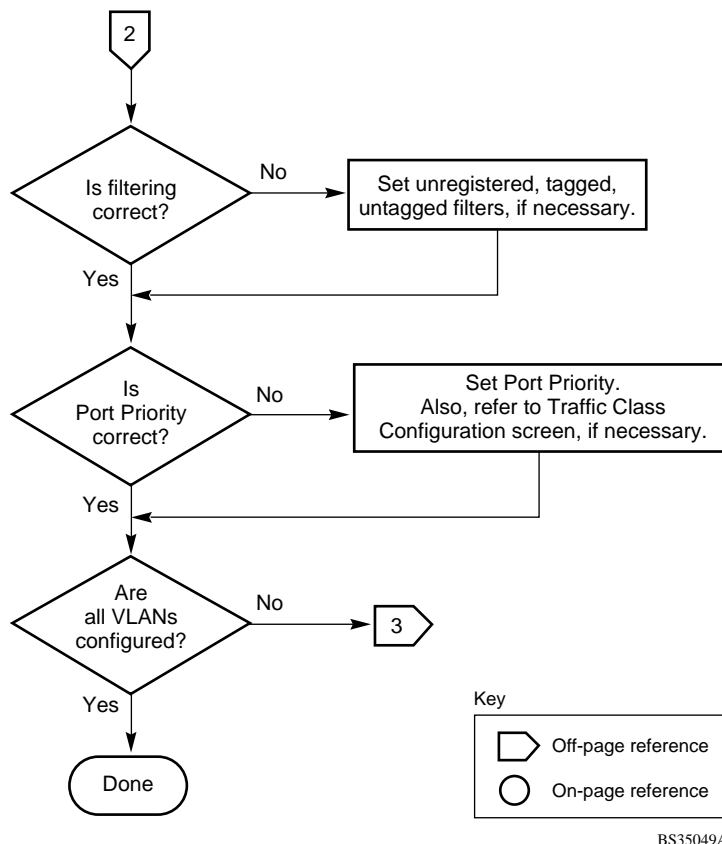 2
Is filtering
correct?
No
Set unregistered, tagged,
untagged filters, if necessary.
Yes
Is
Port Priority
correct?
No
Set Port Priority.
Also, refer to Traffic Class
Configuration screen, if necessary.
Yes
Are
all VLANs
configured?
No
3
Yes
Done
Key
Off-page reference
On-page reference
BS35049A